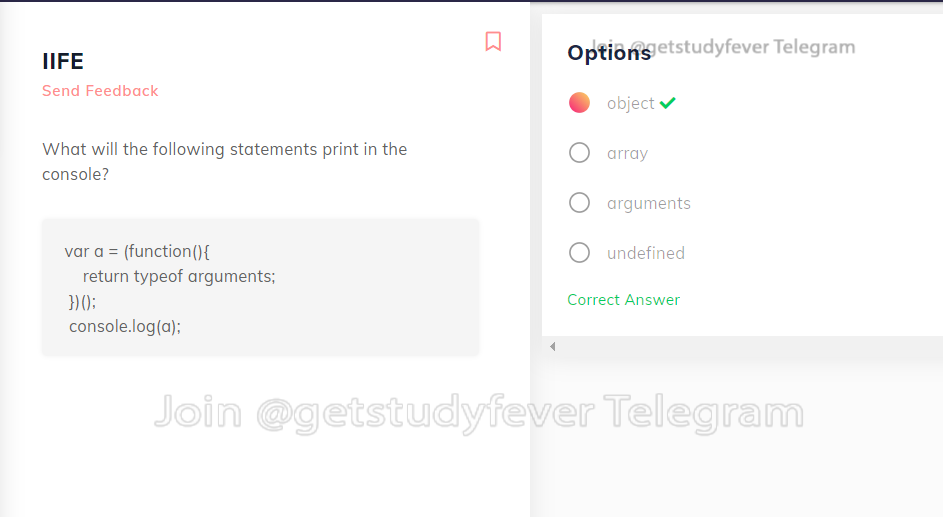 IIFE
Send Feedback
What will the following statements print in the
console?
var a = (function(){
return typeof arguments;
})();
console.log(a);
Join @getstudyfever Telegram
Options
object
array
arguments
undefined
Correct Answer
Join @getstudyfever Telegram